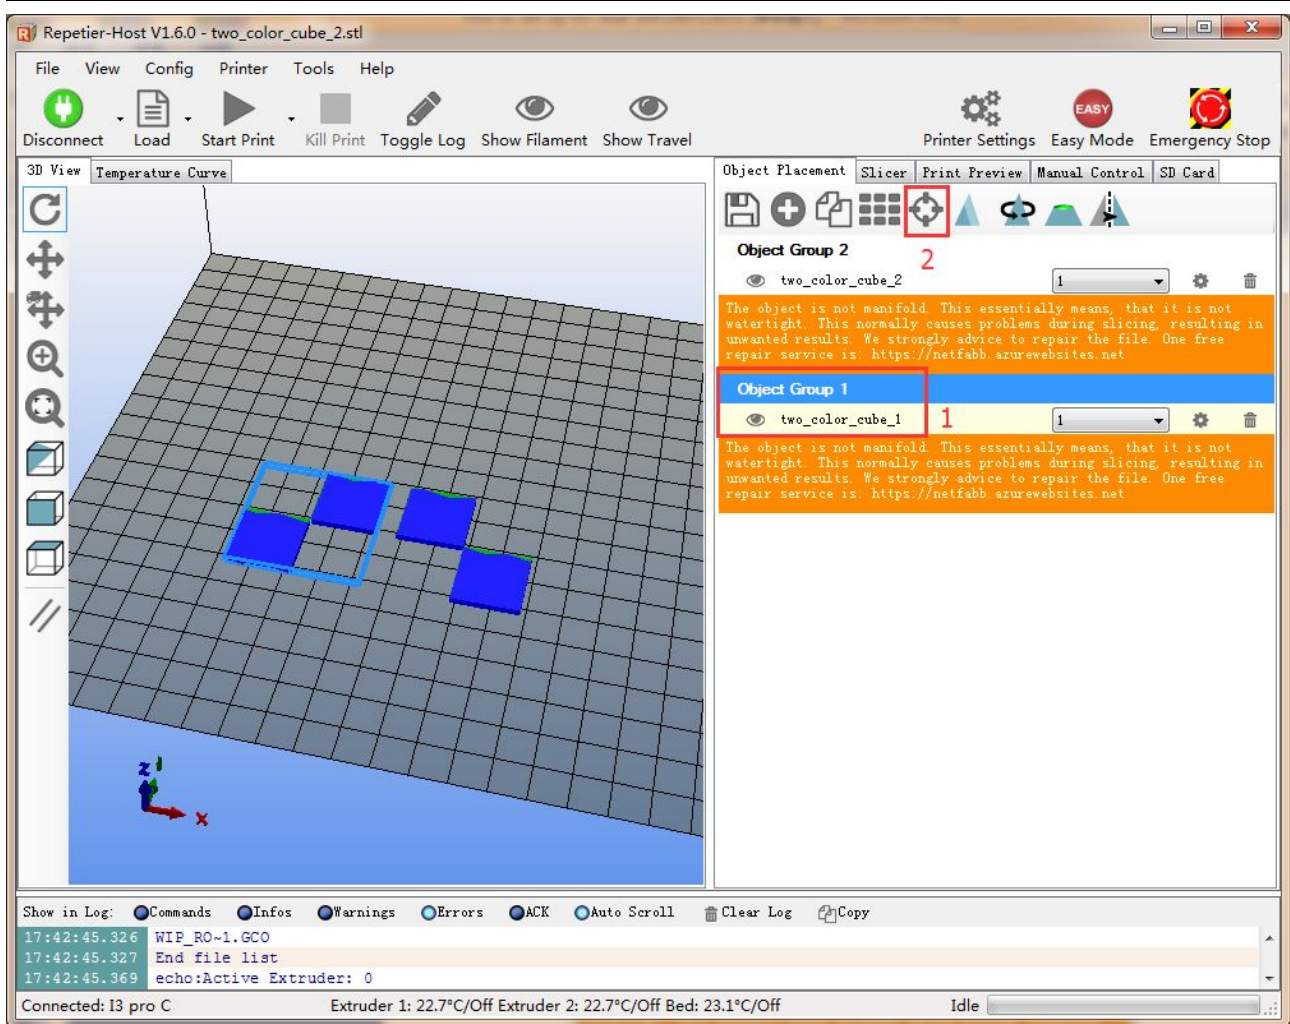 Repetier-Host V1.6.0 - two_color_cube_2.stl
File View Config Printer Tools Help
Disconnect Load Start Print Kill Print Toggle Log Show Filament Show Travel Printer Settings EASY Easy Mode Emergency Stop
3D View Temperature Curve
Object Placement Slicer Print Preview Manual Control SD Card
Object Group 2
2
two_color_cube_2 1
The object is not manifold. This essentially means, that it is not
watertight. This normally causes problems during slicing, resulting in
unwanted results. We strongly advice to repair the file. One free
repair service is: https://netfabb.azurewebsites.net
Object Group 1
two_color_cube_1 1 1
The object is not manifold. This essentially means, that it is not
watertight. This normally causes problems during slicing, resulting in
unwanted results. We strongly advice to repair the file. One free
repair service is: https://netfabb.azurewebsites.net
z
x
Show in Log: Commands Infos Warnings Errors ACK Auto Scroll Clear Log Copy
17:42:45.326 WIP_RO~1.GCO
17:42:45.327 End file list
17:42:45.369 echo:Active Extruder: 0
Connected: I3 pro C Extruder 1: 22.7°C/Off Extruder 2: 22.7°C/Off Bed: 23.1°C/Off Idle